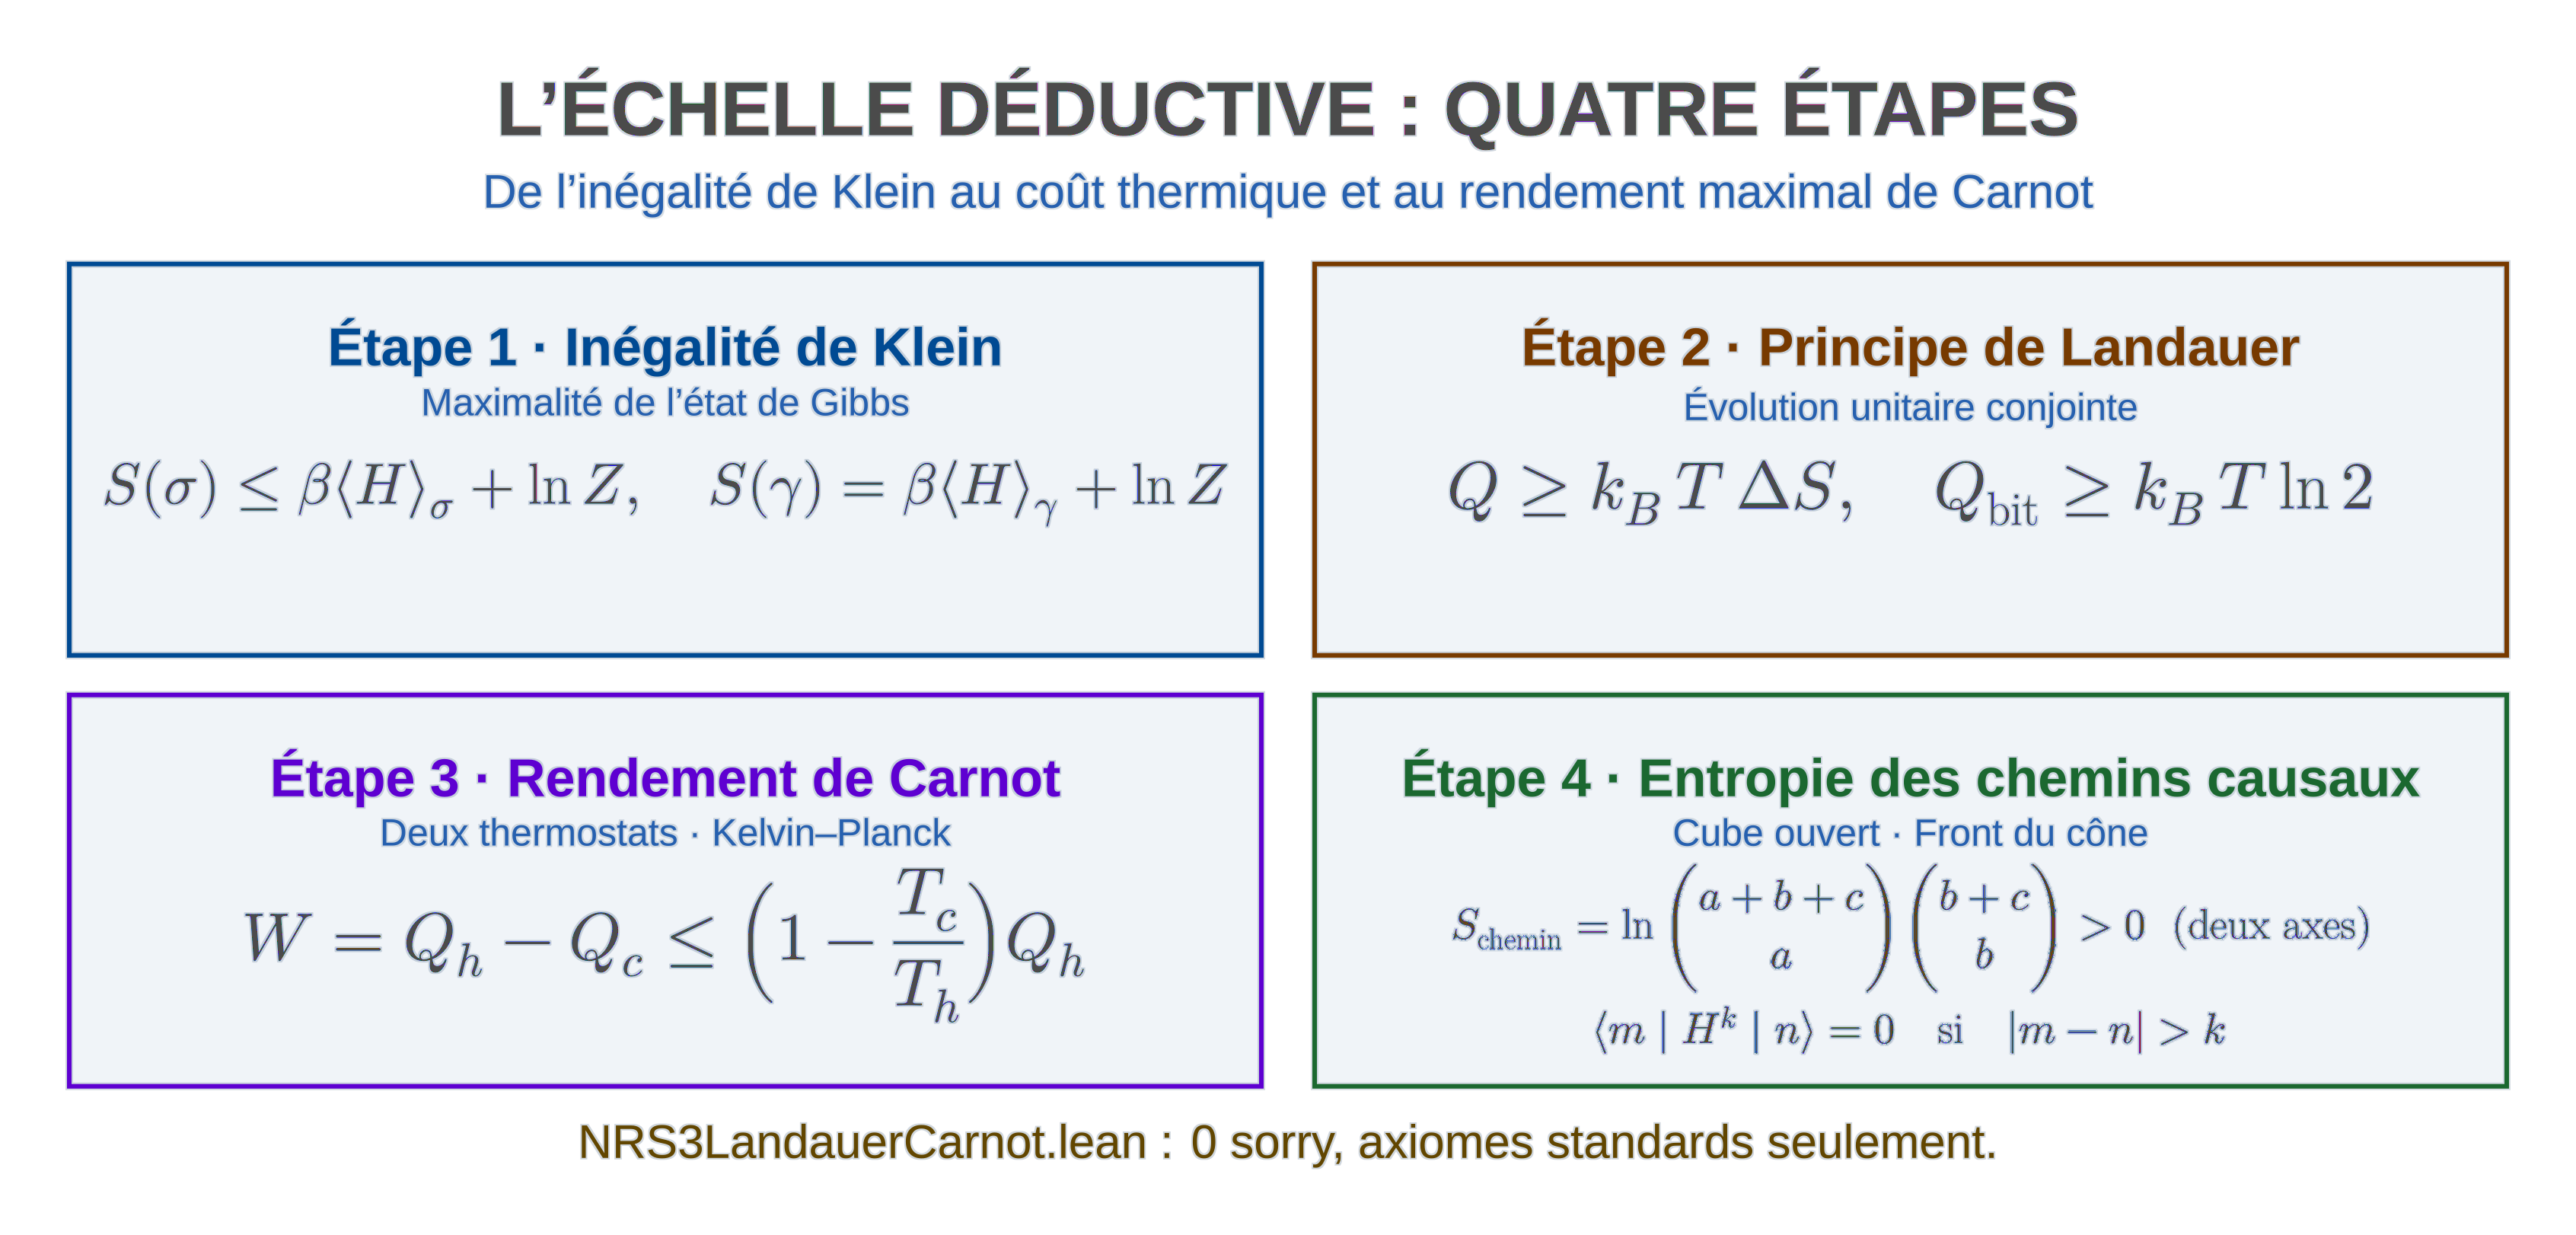 L’ÉCHELLE DÉDUCTIVE : QUATRE ÉTAPES
De l’inégalité de Klein au coût thermique et au rendement maximal de Carnot
Étape 1 · Inégalité de Klein
Maximalité de l’état de Gibbs
S(σ) ≤ β⟨H⟩_σ + ln Z, S(γ) = β⟨H⟩_γ + ln Z
Étape 2 · Principe de Landauer
Évolution unitaire conjointe
Q ≥ k_B T ΔS, Q_bit ≥ k_B T ln 2
Étape 3 · Rendement de Carnot
Deux thermostats · Kelvin–Planck
W = Q_h − Q_c ≤ (1 − T_c/T_h) Q_h
Étape 4 · Entropie des chemins causaux
Cube ouvert · Front du cône
S_chemin = ln (a + b + c / a) (b + c / b) > 0 (deux axes)
⟨m | H^k | n⟩ = 0 si |m − n| > k
NRS3LandauerCarnot.lean : 0 sorry, axiomes standards seulement.